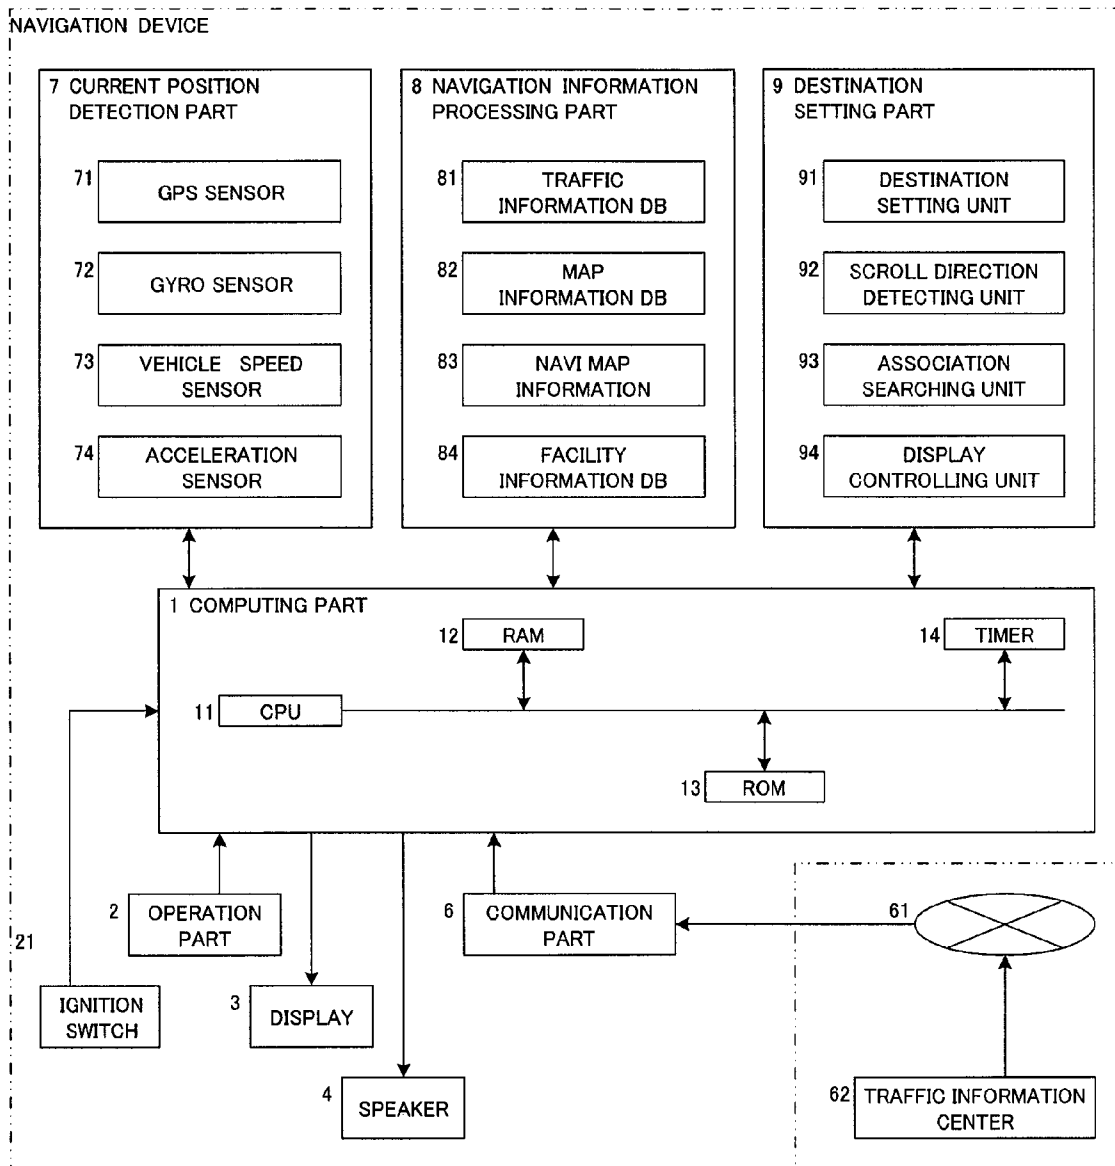 NAVIGATION DEVICE
7 CURRENT POSITION
DETECTION PART
71
GPS SENSOR
72
GYRO SENSOR
73
VEHICLE SPEED
SENSOR
74
ACCELERATION
SENSOR
8 NAVIGATION INFORMATION
PROCESSING PART
81
TRAFFIC
INFORMATION DB
82
MAP
INFORMATION DB
83
NAVI MAP
INFORMATION
84
FACILITY
INFORMATION DB
9 DESTINATION
SETTING PART
91
DESTINATION
SETTING UNIT
92
SCROLL DIRECTION
DETECTING UNIT
93
ASSOCIATION
SEARCHING UNIT
94
DISPLAY
CONTROLLING UNIT
1 COMPUTING PART
12
RAM
14
TIMER
11
CPU
13
ROM
2
OPERATION
PART
6
COMMUNICATION
PART
61
21
IGNITION
SWITCH
3
DISPLAY
4
SPEAKER
62
TRAFFIC INFORMATION
CENTER